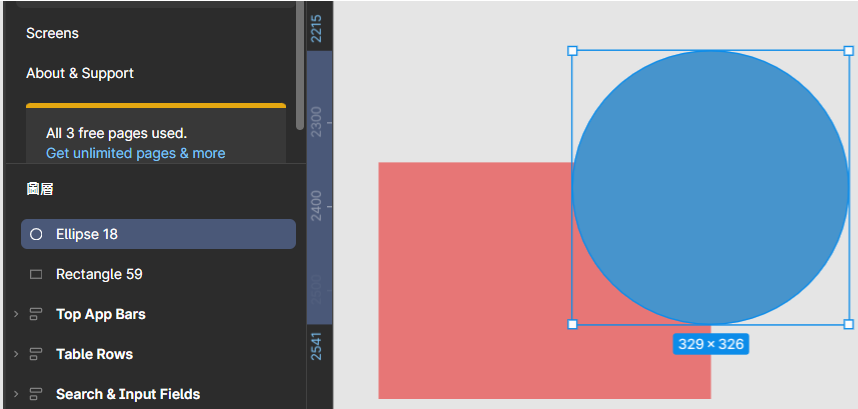 Screens
About & Support
All 3 free pages used.
Get unlimited pages & more
圖層
Ellipse 18
Rectangle 59
Top App Bars
Table Rows
Search & Input Fields
2215
2300
2400
2500
2541
329 × 326